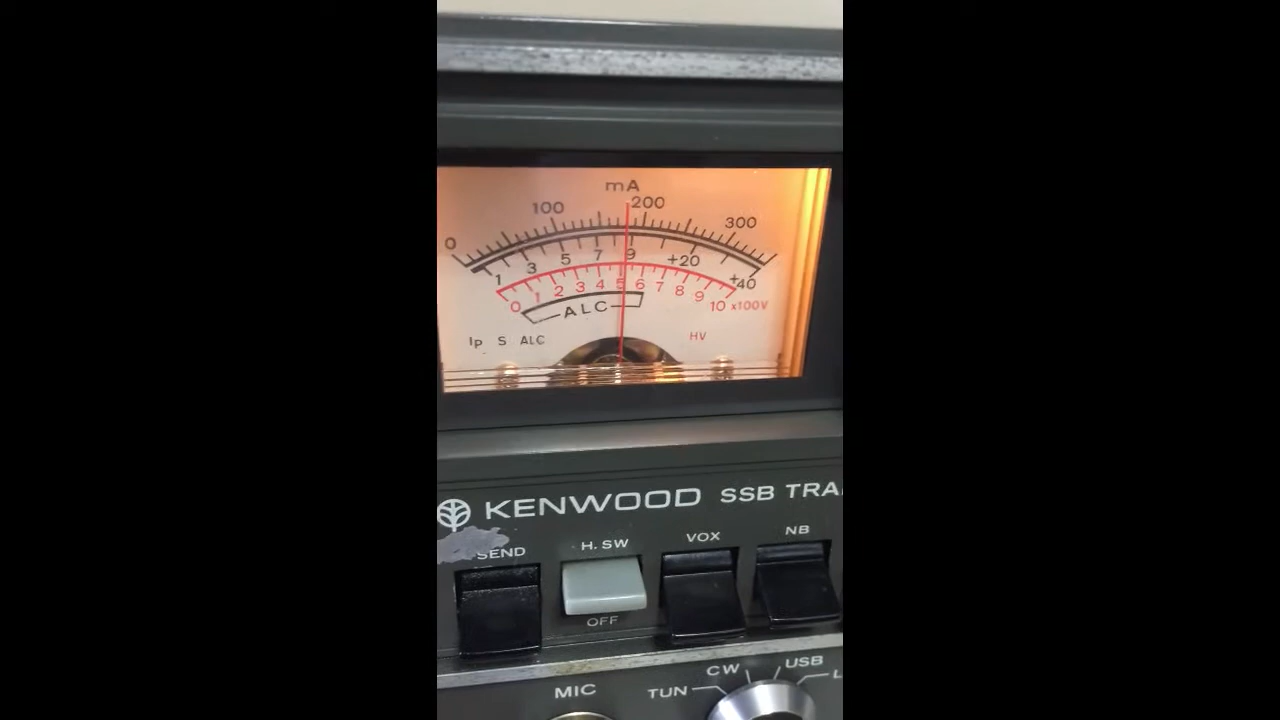 mA
0 100 200 300
1 3 5 7 9 +20 +40
0 1 2 3 4 5 6 7 8 9 10 x100V
ALC
Ip S ALC HV
KENWOOD SSB TRA
SEND H. SW VOX NB
OFF
MIC TUN CW USB L